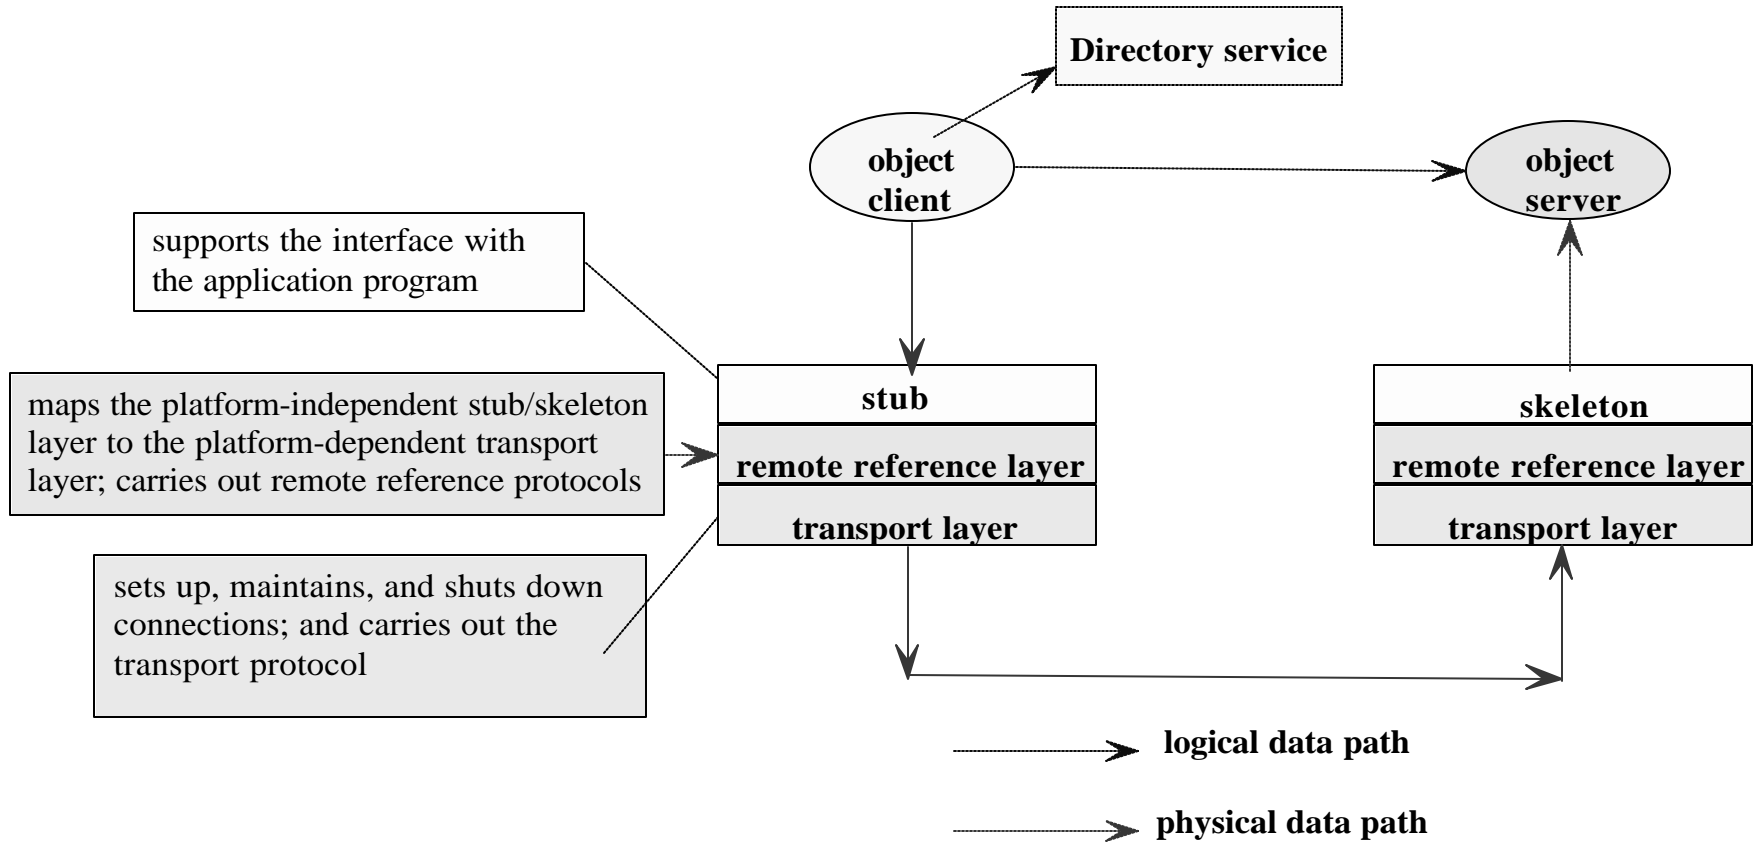 Directory service
object
client
object
server
supports the interface with
the application program
maps the platform-independent stub/skeleton
layer to the platform-dependent transport
layer; carries out remote reference protocols
sets up, maintains, and shuts down
connections; and carries out the
transport protocol
stub
remote reference layer
transport layer
skeleton
remote reference layer
transport layer
logical data path
physical data path